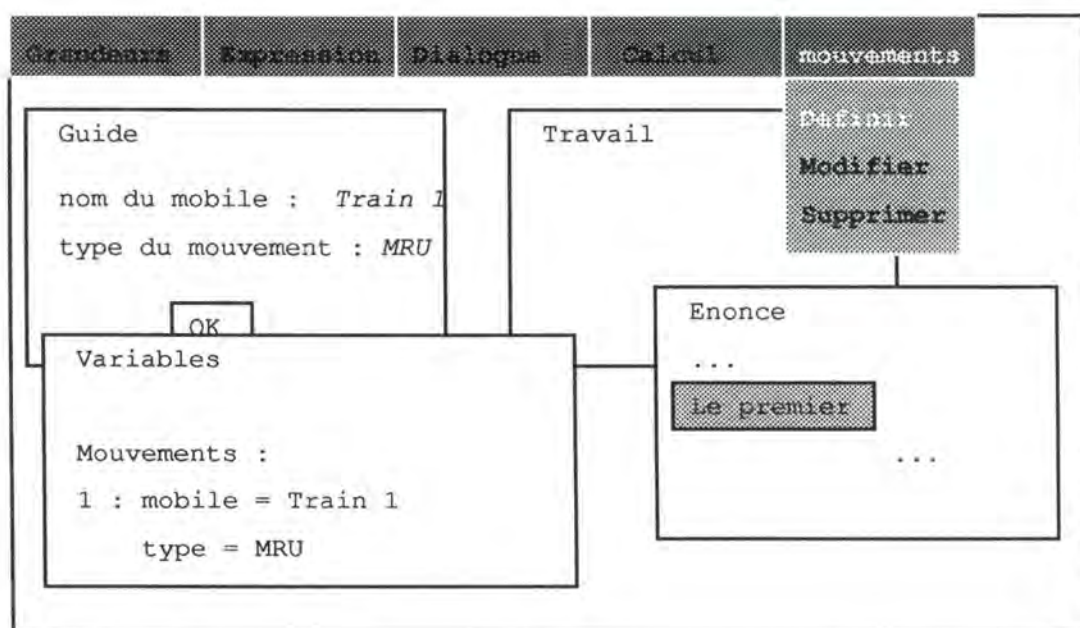 Grandeurs Expression Dialogue Calcul mouvements
Définir
Modifier
Supprimer
Guide
nom du mobile : Train 1
type du mouvement : MRU
OK
Travail
Enonce
...
Le premier
...
Variables
Mouvements :
1 : mobile = Train 1
type = MRU